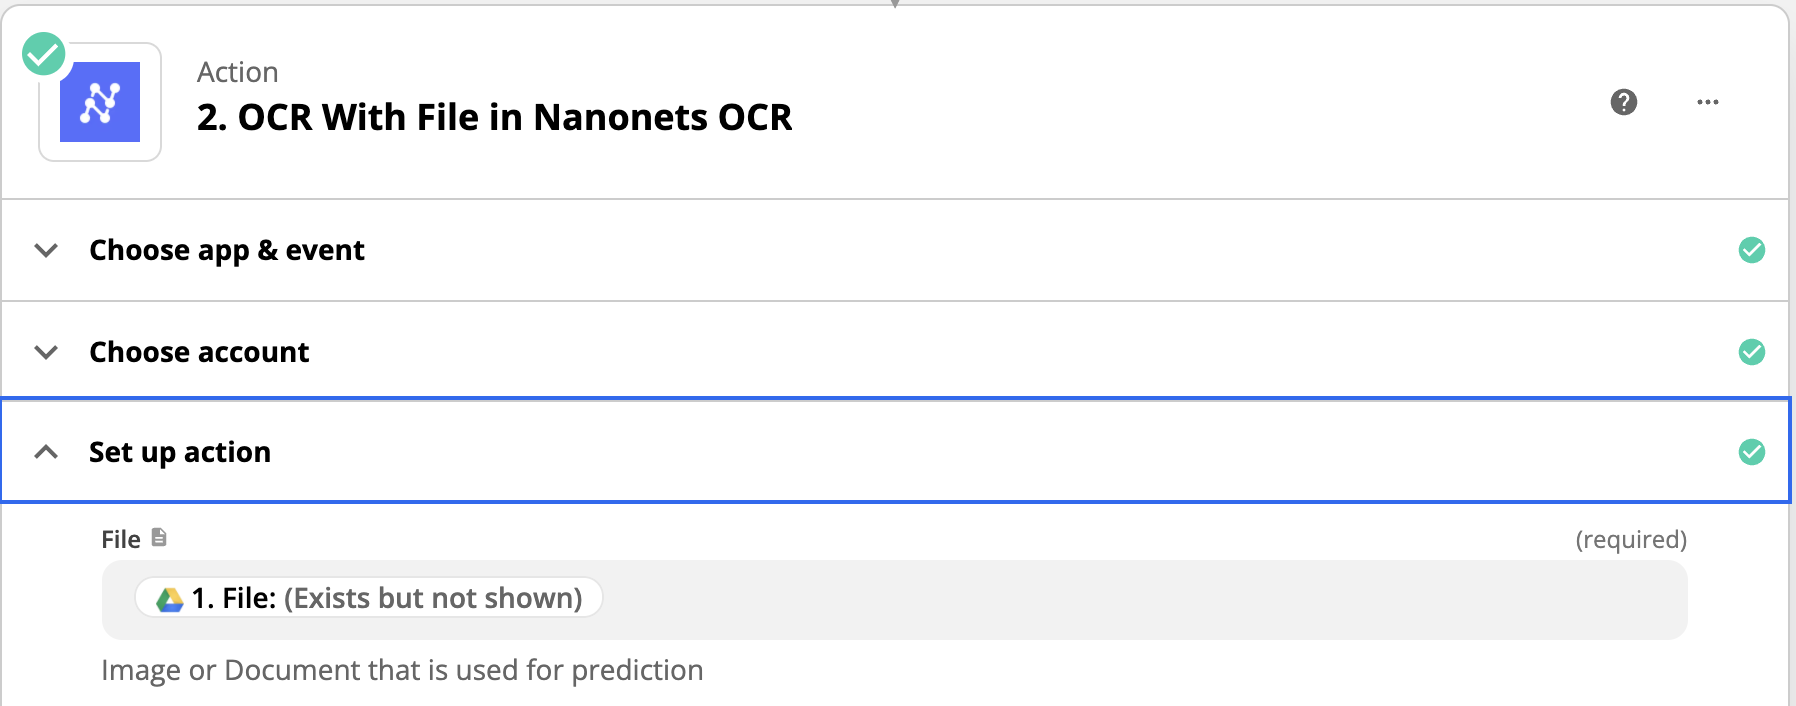 Action
2. OCR With File in Nanonets OCR
Choose app & event
Choose account
Set up action
File (required)
1. File: (Exists but not shown)
Image or Document that is used for prediction